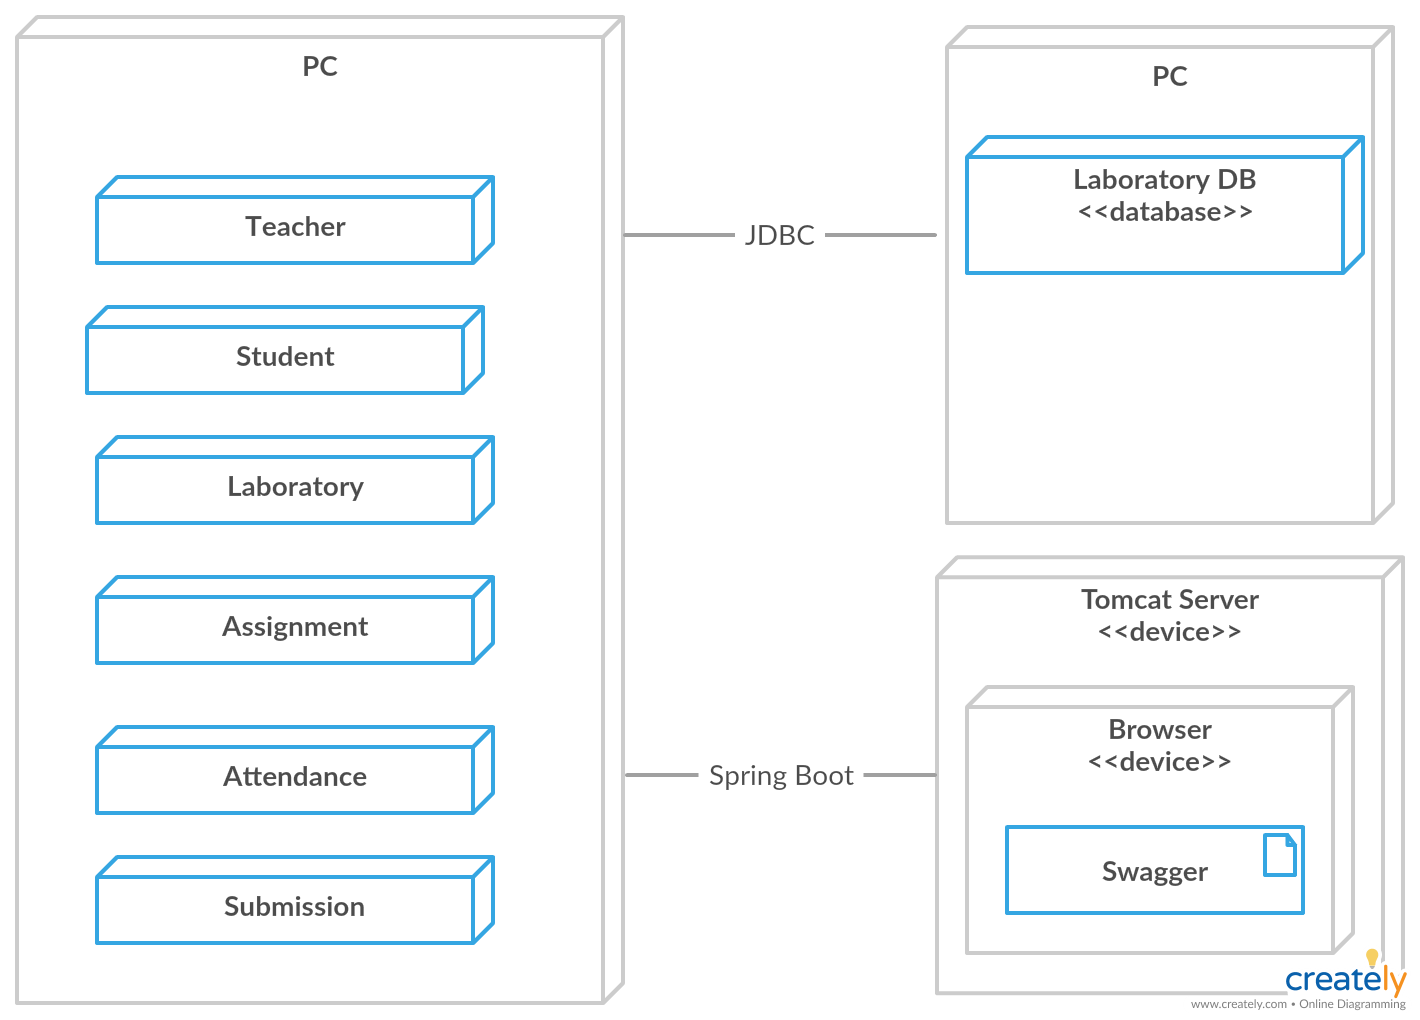 PC
Teacher
Student
Laboratory
Assignment
Attendance
Submission
JDBC
Spring Boot
PC
Laboratory DB
<<database>>
Tomcat Server
<<device>>
Browser
<<device>>
Swagger
creately
www.creately.com • Online Diagramming